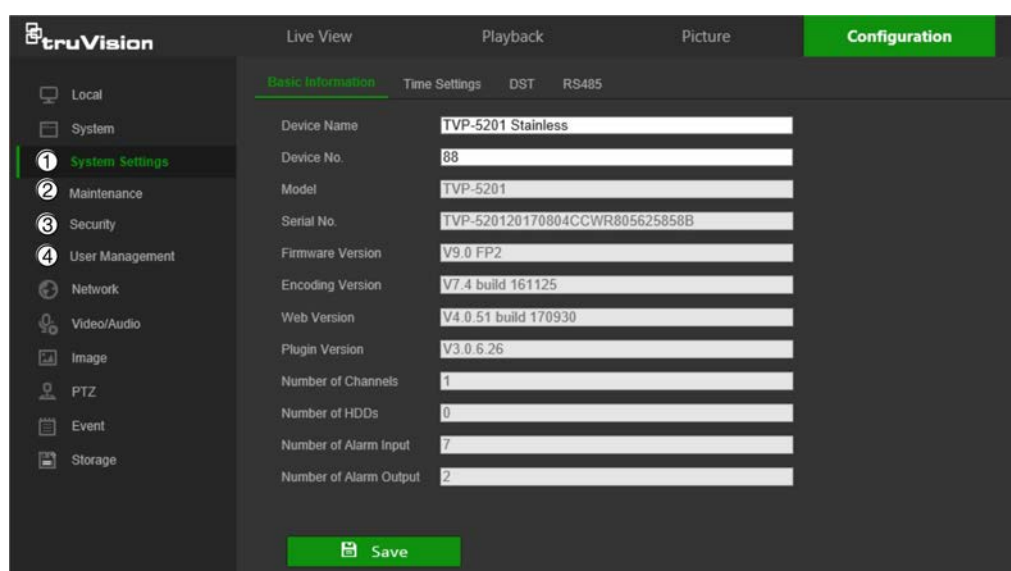 truVision
Live View
Playback
Picture
Configuration
Local
System
1 System Settings
2 Maintenance
3 Security
4 User Management
Network
Video/Audio
Image
PTZ
Event
Storage
Basic Information
Time Settings
DST
RS485
Device Name TVP-5201 Stainless
Device No. 88
Model TVP-5201
Serial No. TVP-520120170804CCWR805625858B
Firmware Version V9.0 FP2
Encoding Version V7.4 build 161125
Web Version V4.0.51 build 170930
Plugin Version V3.0.6.26
Number of Channels 1
Number of HDDs 0
Number of Alarm Input 7
Number of Alarm Output 2
Save